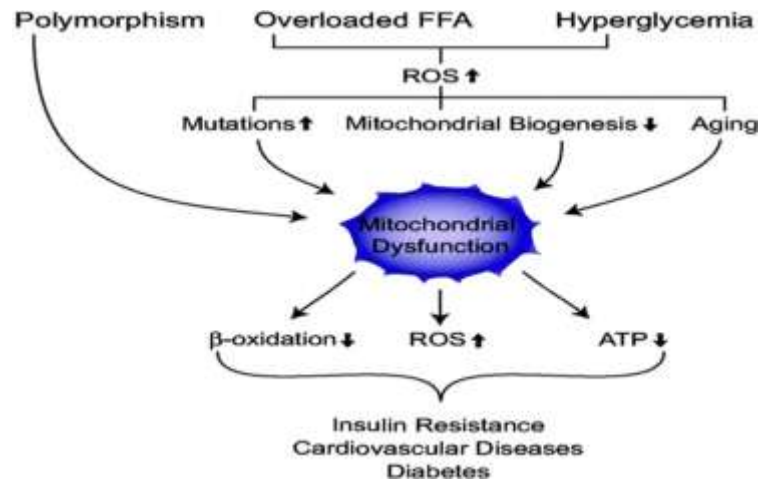 Polymorphism Overloaded FFA Hyperglycemia
ROS ⬆
Mutations ⬆ Mitochondrial Biogenesis ⬇ Aging
Mitochondrial
Dysfunction
β-oxidation ⬇ ROS ⬆ ATP ⬇
Insulin Resistance
Cardiovascular Diseases
Diabetes